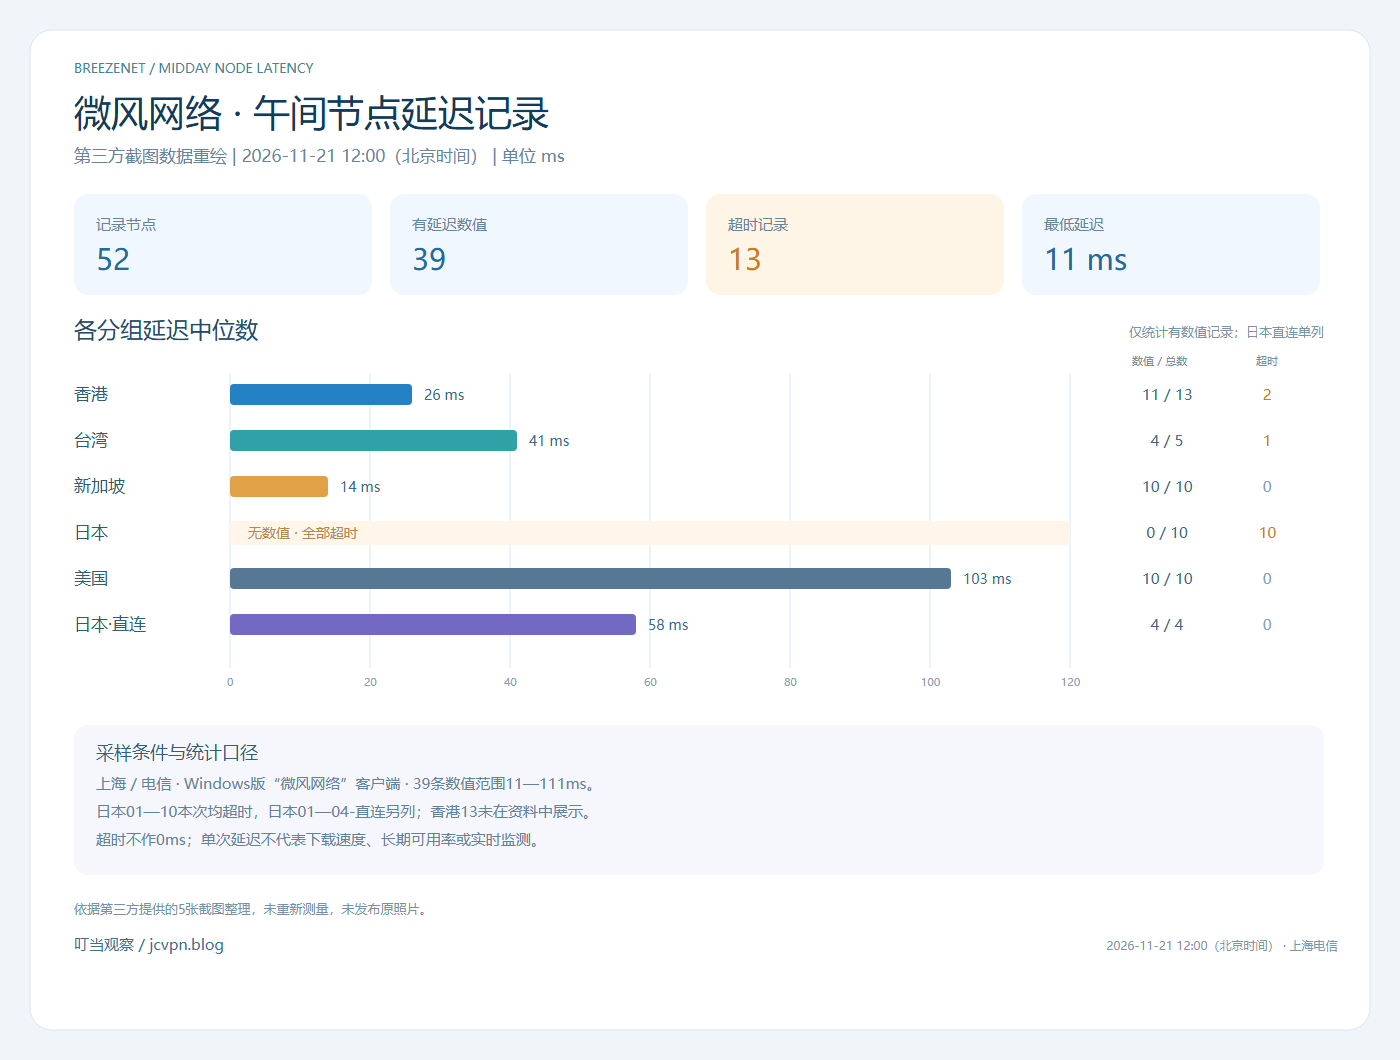 BREEZENET / MIDDAY NODE LATENCY
微风网络 · 午间节点延迟记录
第三方截图数据重绘 | 2026-11-21 12:00（北京时间） | 单位 ms
记录节点
52
有延迟数值
39
超时记录
13
最低延迟
11 ms
各分组延迟中位数
仅统计有数值记录；日本直连单列
数值 / 总数 超时
香港 26 ms 11 / 13 2
台湾 41 ms 4 / 5 1
新加坡 14 ms 10 / 10 0
日本 无数值 · 全部超时 0 / 10 10
美国 103 ms 10 / 10 0
日本·直连 58 ms 4 / 4 0
0 20 40 60 80 100 120
采样条件与统计口径
上海 / 电信 · Windows版“微风网络”客户端 · 39条数值范围11—111ms。
日本01—10本次均超时，日本01—04-直连另列；香港13未在资料中展示。
超时不作0ms；单次延迟不代表下载速度、长期可用率或实时监测。
依据第三方提供的5张截图整理，未重新测量，未发布原照片。
叮当观察 / jcvpn.blog
2026-11-21 12:00（北京时间） · 上海电信